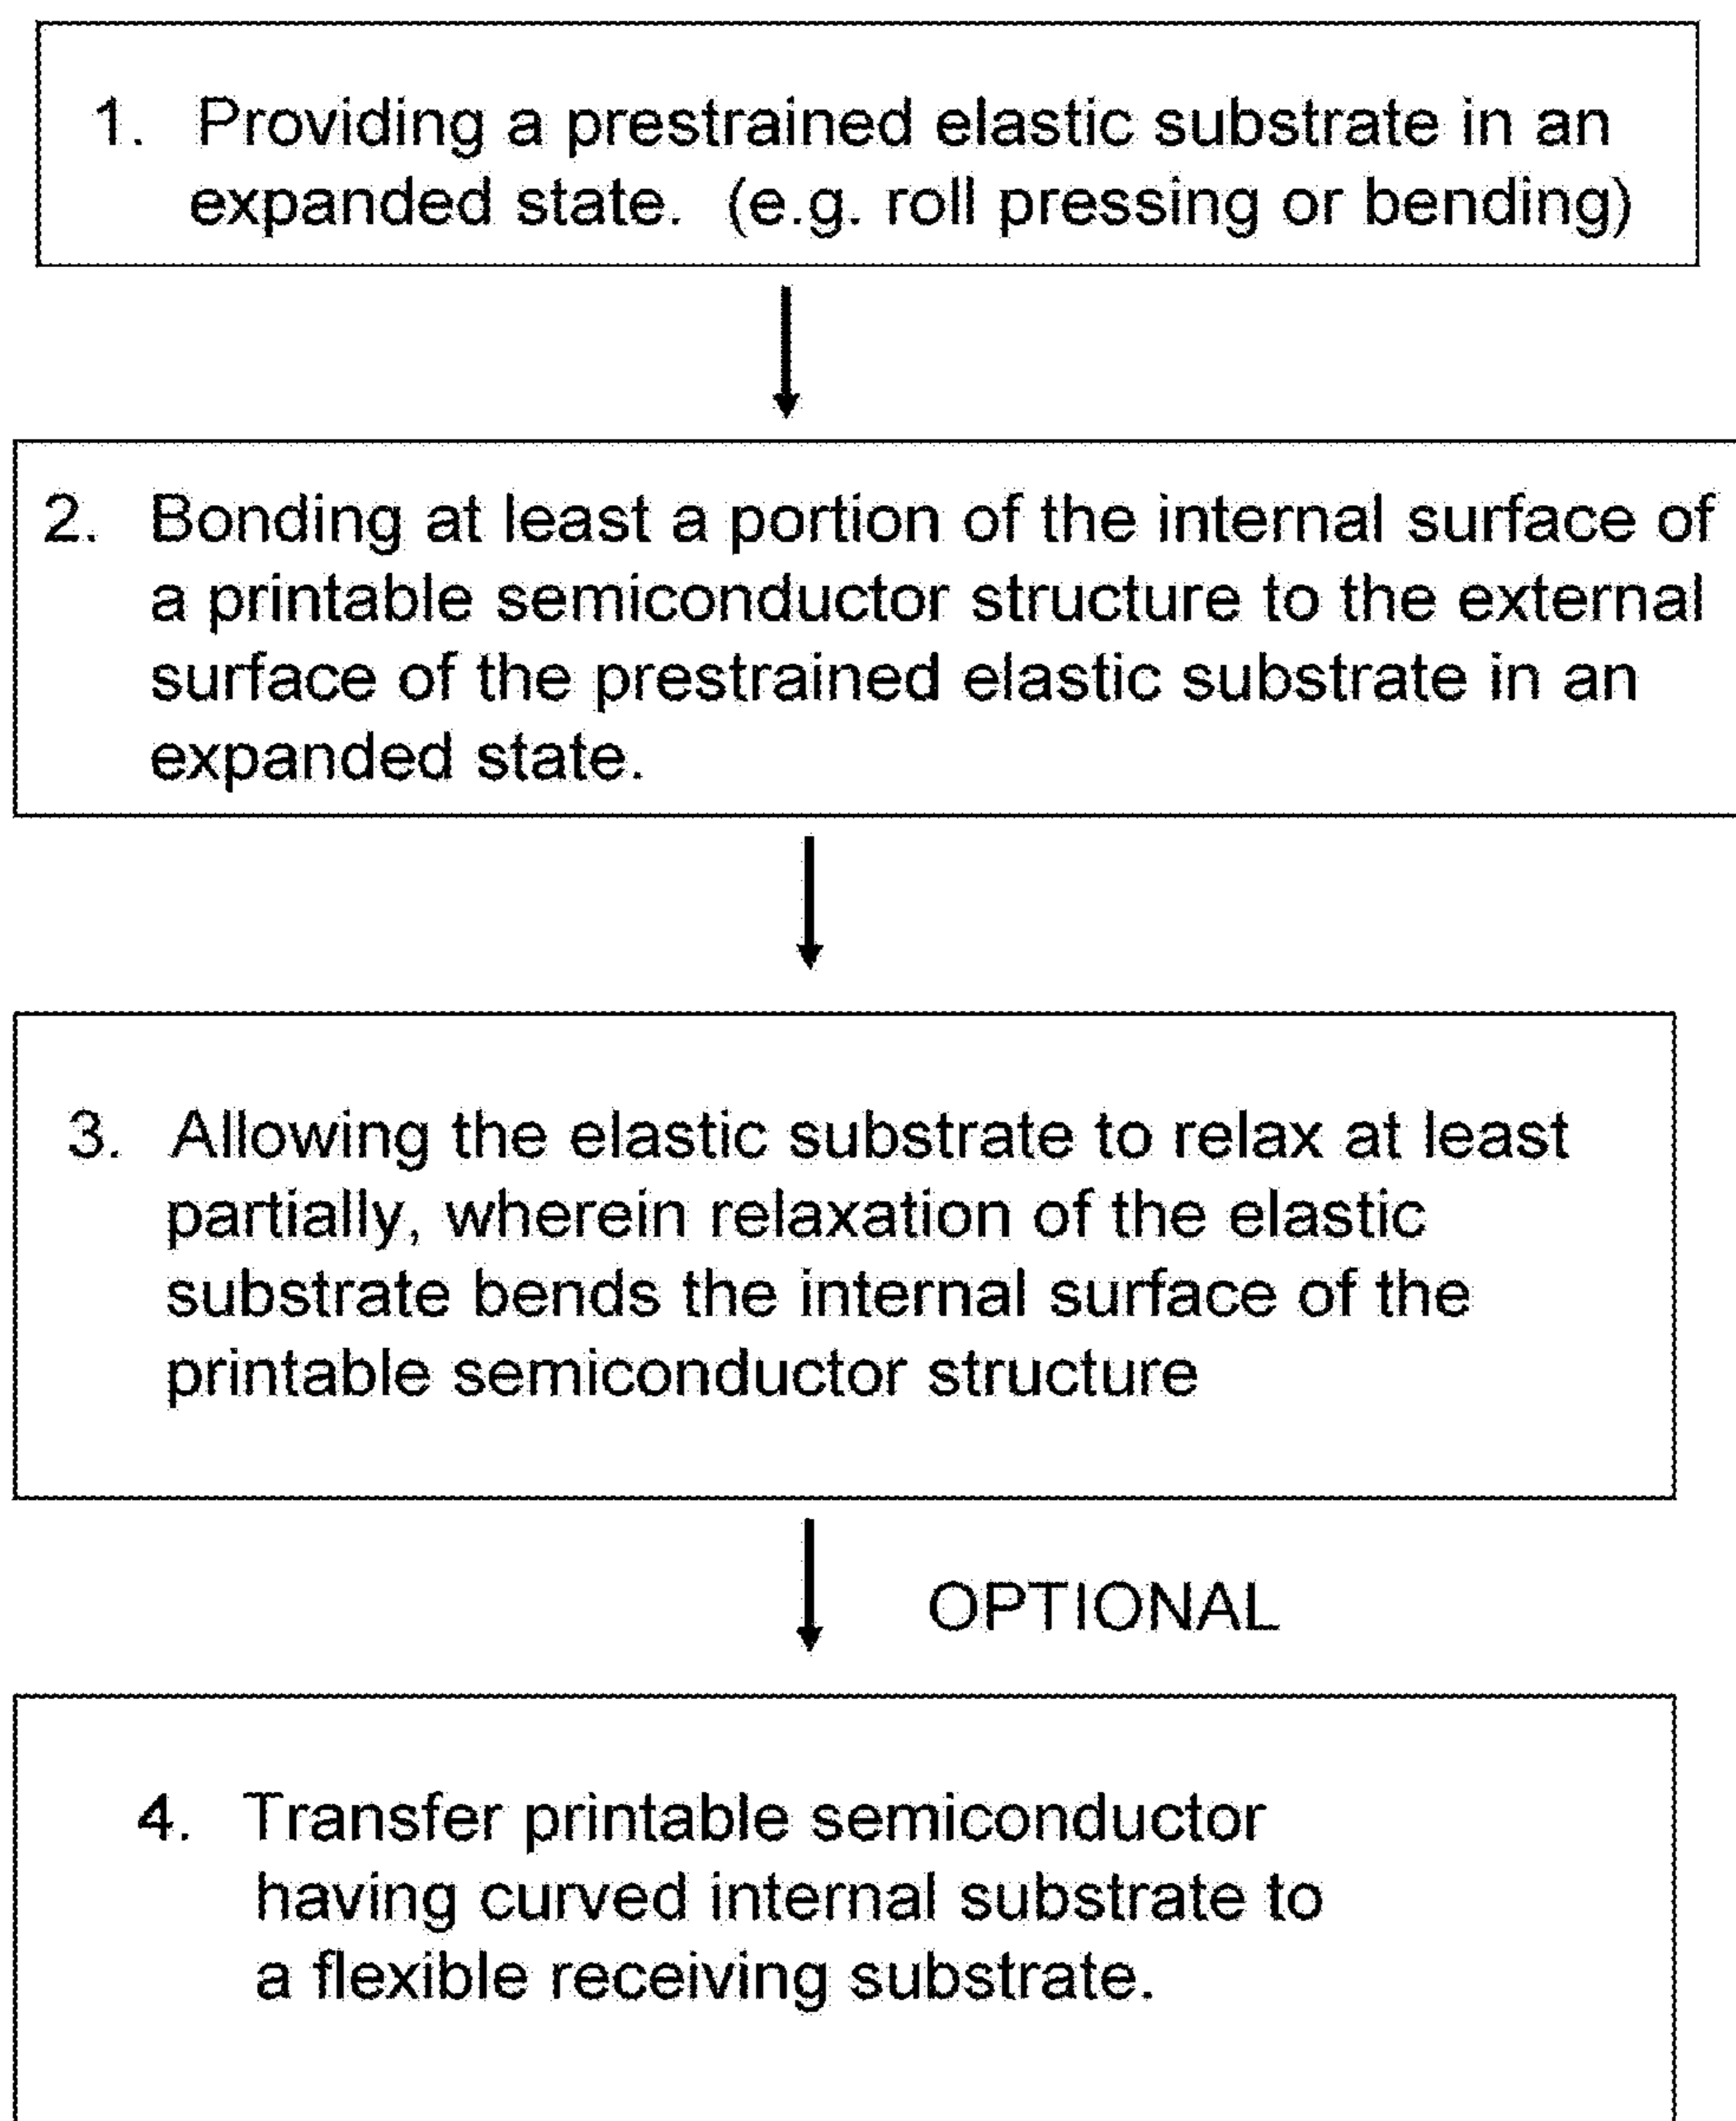 1. Providing a prestrained elastic substrate in an
expanded state. (e.g. roll pressing or bending)
2. Bonding at least a portion of the internal surface of
a printable semiconductor structure to the external
surface of the prestrained elastic substrate in an
expanded state.
3. Allowing the elastic substrate to relax at least
partially, wherein relaxation of the elastic
substrate bends the internal surface of the
printable semiconductor structure
OPTIONAL
4. Transfer printable semiconductor
having curved internal substrate to
a flexible receiving substrate.